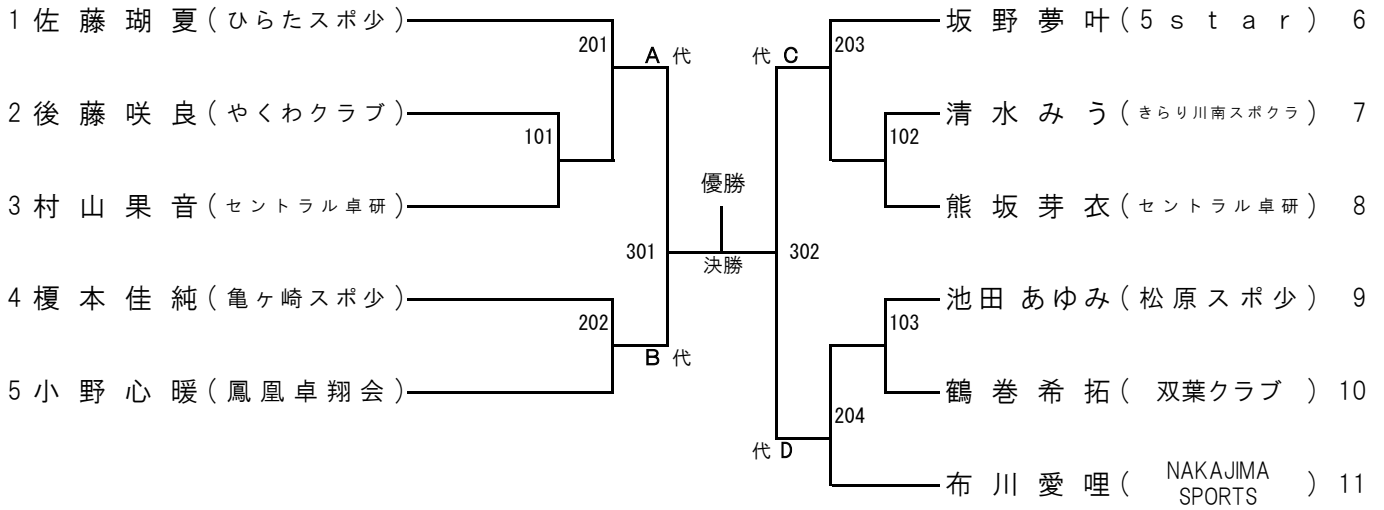 1 佐藤瑚夏(ひらたスポ少)
201
A 代
2 後藤咲良(やくわクラブ)
101
3 村山果音(セントラル卓研)
301
4 榎本佳純(亀ヶ崎スポ少)
202
B 代
5 小野心暖(鳳凰卓翔会)
優勝
決勝
坂野夢叶(5star) 6
代 C
203
清水みう(きらり川南スポクラ) 7
102
熊坂芽衣(セントラル卓研) 8
302
池田あゆみ(松原スポ少) 9
103
鶴巻希拓(双葉クラブ) 10
204
代 D
布川愛哩(NAKAJIMA SPORTS) 11